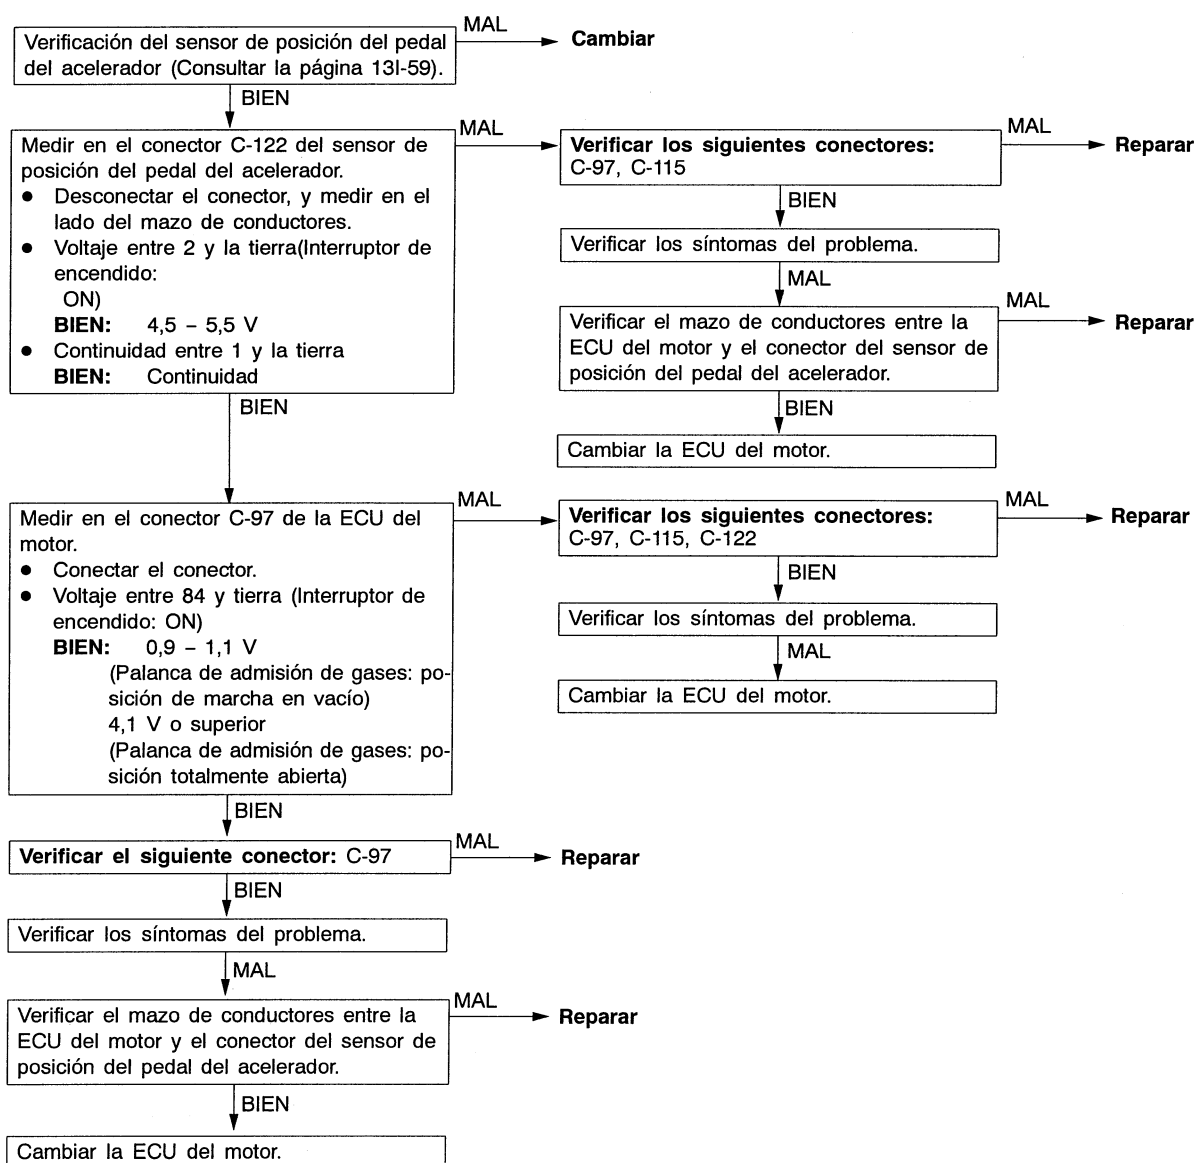 Verificación del sensor de posición del pedal
del acelerador (Consultar la página 13I-59).
MAL
Cambiar
BIEN
Medir en el conector C-122 del sensor de
posición del pedal del acelerador.
● Desconectar el conector, y medir en el
lado del mazo de conductores.
● Voltaje entre 2 y la tierra(Interruptor de
encendido:
ON)
BIEN: 4,5 – 5,5 V
● Continuidad entre 1 y la tierra
BIEN: Continuidad
MAL
Verificar los siguientes conectores:
C-97, C-115
MAL
Reparar
BIEN
Verificar los síntomas del problema.
MAL
Verificar el mazo de conductores entre la
ECU del motor y el conector del sensor de
posición del pedal del acelerador.
MAL
Reparar
BIEN
Cambiar la ECU del motor.
BIEN
Medir en el conector C-97 de la ECU del
motor.
● Conectar el conector.
● Voltaje entre 84 y tierra (Interruptor de
encendido: ON)
BIEN: 0,9 – 1,1 V
(Palanca de admisión de gases: po-
sición de marcha en vacío)
4,1 V o superior
(Palanca de admisión de gases: po-
sición totalmente abierta)
MAL
Verificar los siguientes conectores:
C-97, C-115, C-122
MAL
Reparar
BIEN
Verificar los síntomas del problema.
MAL
Cambiar la ECU del motor.
BIEN
Verificar el siguiente conector: C-97
MAL
Reparar
BIEN
Verificar los síntomas del problema.
MAL
Verificar el mazo de conductores entre la
ECU del motor y el conector del sensor de
posición del pedal del acelerador.
MAL
Reparar
BIEN
Cambiar la ECU del motor.